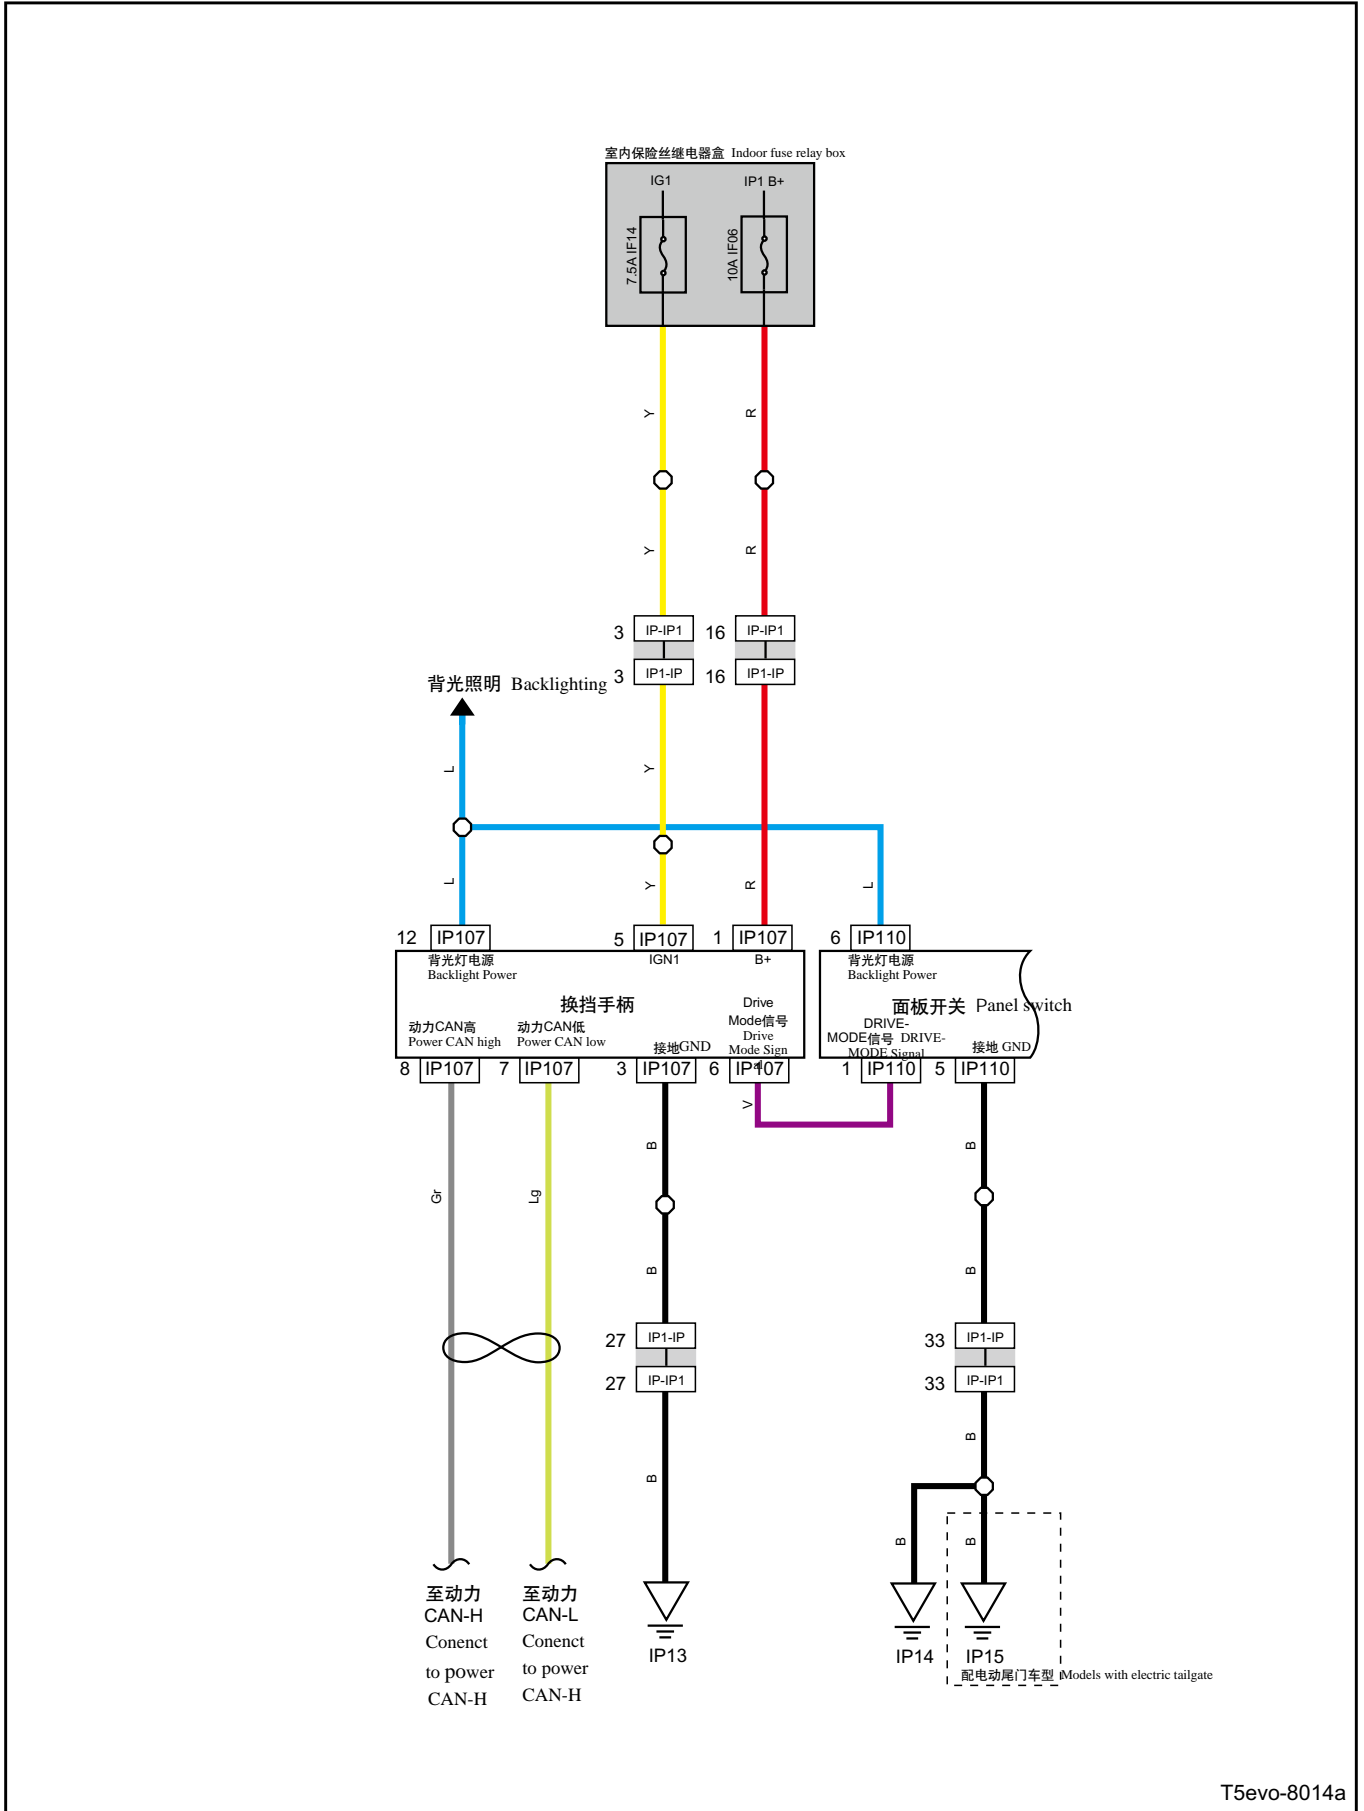 室内保险丝继电器盒 Indoor fuse relay box
IG1
IP1 B+
7.5A IF14
10A IF06
Y
R
Y
R
3 IP-IP1
16 IP-IP1
3 IP1-IP
16 IP1-IP
背光照明 Backlighting
L
Y
L
Y
R
L
12 IP107
5 IP107
1 IP107
6 IP110
背光灯电源
Backlight Power
IGN1
B+
背光灯电源
Backlight Power
换挡手柄
面板开关 Panel switch
动力CAN高
Power CAN high
动力CAN低
Power CAN low
接地GND
Drive
Mode信号
Drive
Mode Sign
al
DRIVE-
MODE信号 DRIVE-
MODE Signal
接地 GND
8 IP107
7 IP107
3 IP107
6 IP107
1 IP110
5 IP110
V
B
B
Gr
Lg
B
B
27 IP1-IP
33 IP1-IP
27 IP-IP1
33 IP-IP1
B
B
B
B
至动力
CAN-H
Conenct
to power
CAN-H
至动力
CAN-L
Conenct
to power
CAN-H
IP13
IP14
IP15
配电动尾门车型 Models with electric tailgate
T5evo-8014a